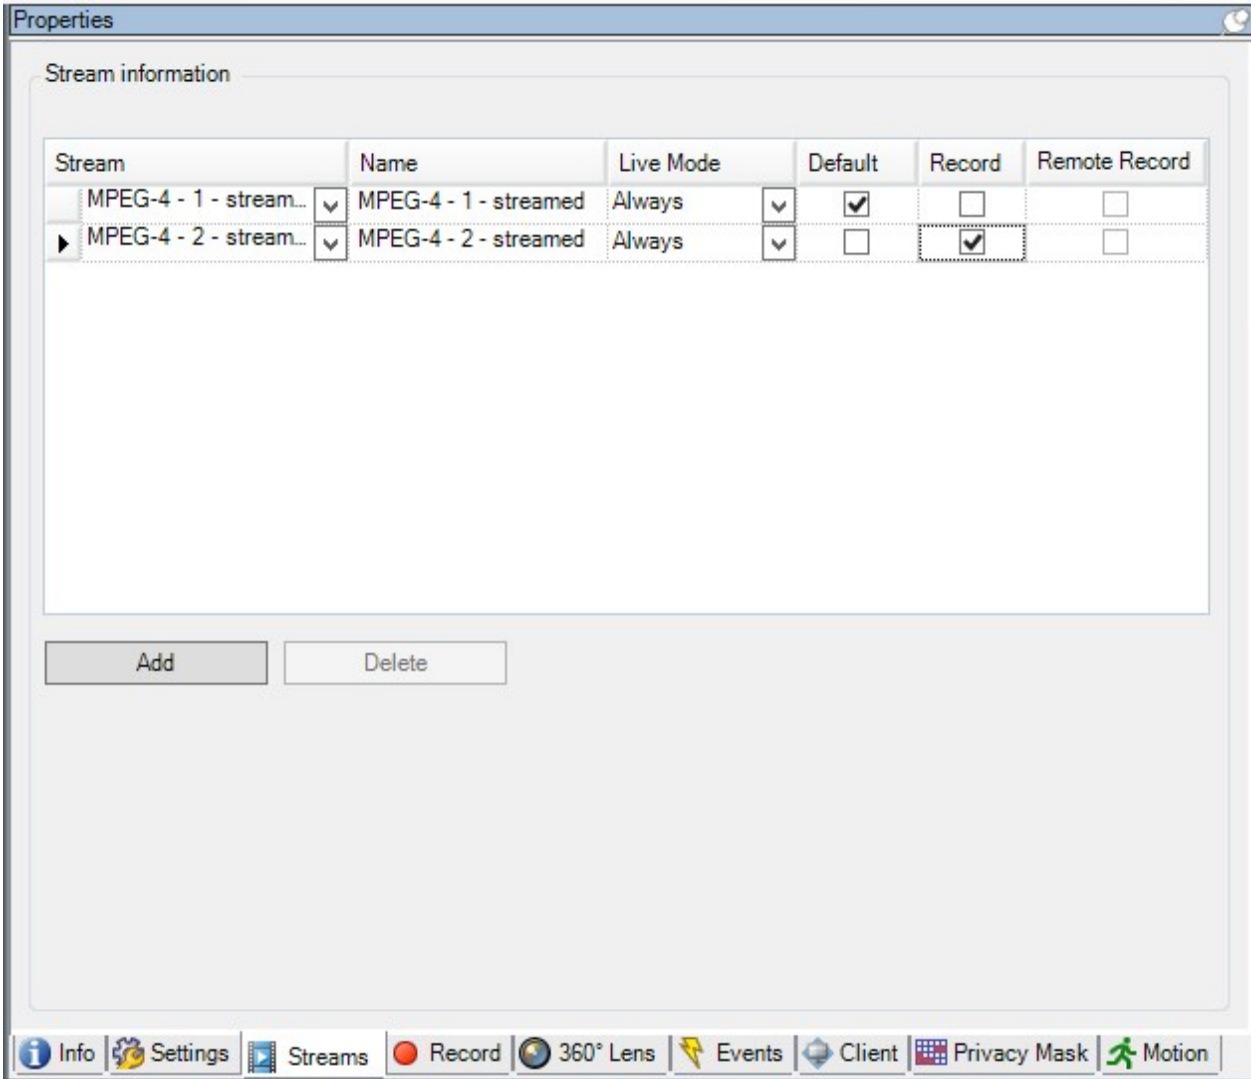 Properties
Stream information
Stream Name Live Mode Default Record Remote Record
MPEG-4 - 1 - stream... MPEG-4 - 1 - streamed Always
MPEG-4 - 2 - stream... MPEG-4 - 2 - streamed Always
Add Delete
Info Settings Streams Record 360° Lens Events Client Privacy Mask Motion